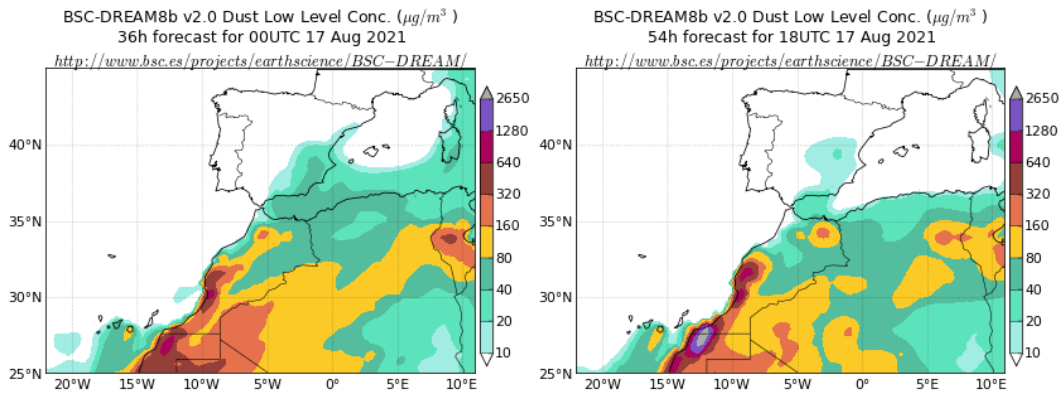 BSC-DREAM8b v2.0 Dust Low Level Conc. (μg/m³ )
36h forecast for 00UTC 17 Aug 2021
http://www.bsc.es/projects/earthscience/BSC−DREAM/
2650
1280
640
320
160
80
40
20
10
40°N
35°N
30°N
25°N
20°W
15°W
10°W
5°W
0°
5°E
10°E
BSC-DREAM8b v2.0 Dust Low Level Conc. (μg/m³ )
54h forecast for 18UTC 17 Aug 2021
http://www.bsc.es/projects/earthscience/BSC−DREAM/
2650
1280
640
320
160
80
40
20
10
40°N
35°N
30°N
25°N
20°W
15°W
10°W
5°W
0°
5°E
10°E